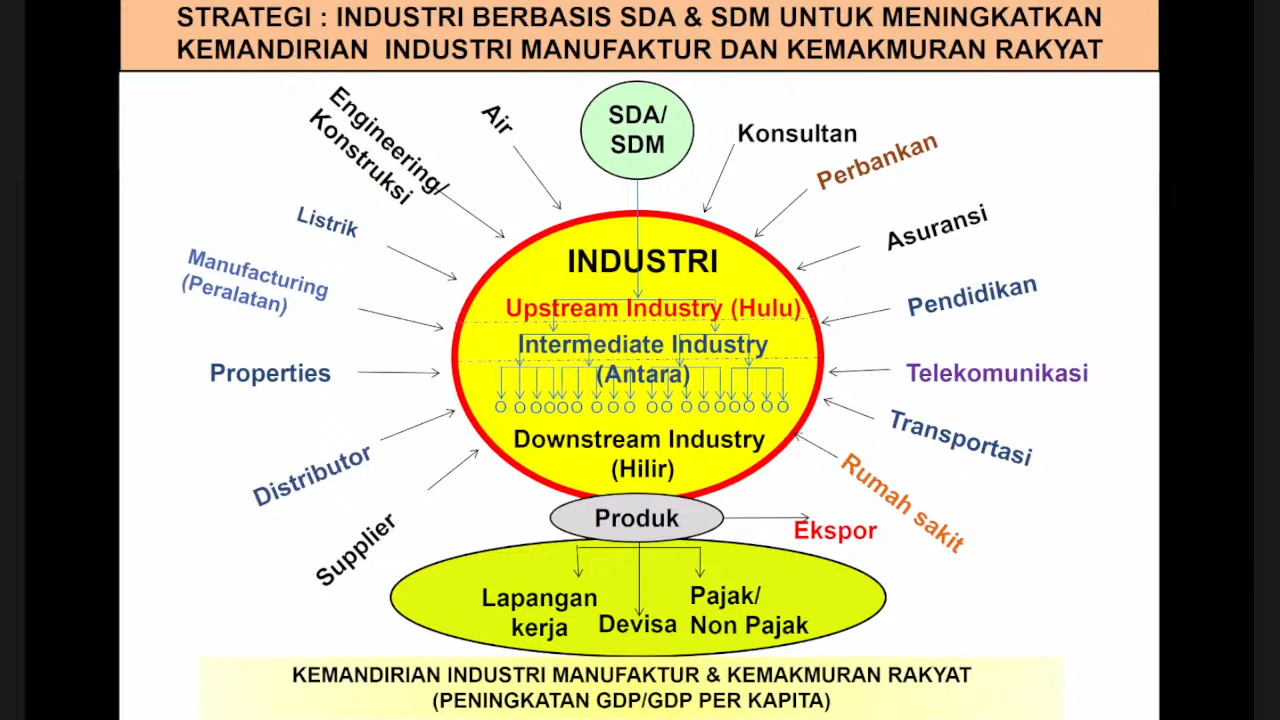 STRATEGI : INDUSTRI BERBASIS SDA & SDM UNTUK MENINGKATKAN
KEMANDIRIAN INDUSTRI MANUFAKTUR DAN KEMAKMURAN RAKYAT
Engineering/
Konstruksi
Air
SDA/
SDM
Konsultan
Perbankan
Listrik
Asuransi
Manufacturing
(Peralatan)
INDUSTRI
Pendidikan
Upstream Industry (Hulu)
Intermediate Industry
(Antara)
Properties
Telekomunikasi
Downstream Industry
(Hilir)
Distributor
Transportasi
Supplier
Rumah sakit
Produk
Ekspor
Lapangan
kerja
Devisa
Pajak/
Non Pajak
KEMANDIRIAN INDUSTRI MANUFAKTUR & KEMAKMURAN RAKYAT
(PENINGKATAN GDP/GDP PER KAPITA)